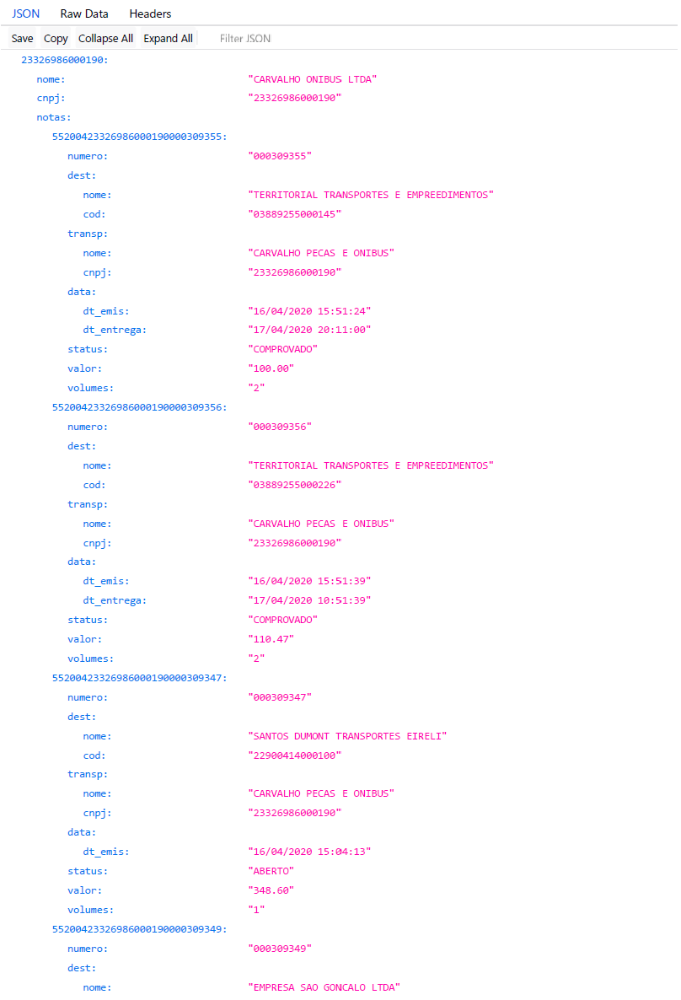 JSON Raw Data Headers
Save Copy Collapse All Expand All Filter JSON
23326986000190:
nome: "CARVALHO ONIBUS LTDA"
cnpj: "23326986000190"
notas:
55200423326986000190000309355:
numero: "000309355"
dest:
nome: "TERRITORIAL TRANSPORTES E EMPREEDIMENTOS"
cod: "03889255000145"
transp:
nome: "CARVALHO PECAS E ONIBUS"
cnpj: "23326986000190"
data:
dt_emis: "16/04/2020 15:51:24"
dt_entrega: "17/04/2020 20:11:00"
status: "COMPROVADO"
valor: "100.00"
volumes: "2"
55200423326986000190000309356:
numero: "000309356"
dest:
nome: "TERRITORIAL TRANSPORTES E EMPREEDIMENTOS"
cod: "03889255000226"
transp:
nome: "CARVALHO PECAS E ONIBUS"
cnpj: "23326986000190"
data:
dt_emis: "16/04/2020 15:51:39"
dt_entrega: "17/04/2020 10:51:39"
status: "COMPROVADO"
valor: "110.47"
volumes: "2"
55200423326986000190000309347:
numero: "000309347"
dest:
nome: "SANTOS DUMONT TRANSPORTES EIRELI"
cod: "22900414000100"
transp:
nome: "CARVALHO PECAS E ONIBUS"
cnpj: "23326986000190"
data:
dt_emis: "16/04/2020 15:04:13"
status: "ABERTO"
valor: "348.60"
volumes: "1"
55200423326986000190000309349:
numero: "000309349"
dest:
nome: "EMPRESA SAO GONCALO LTDA"